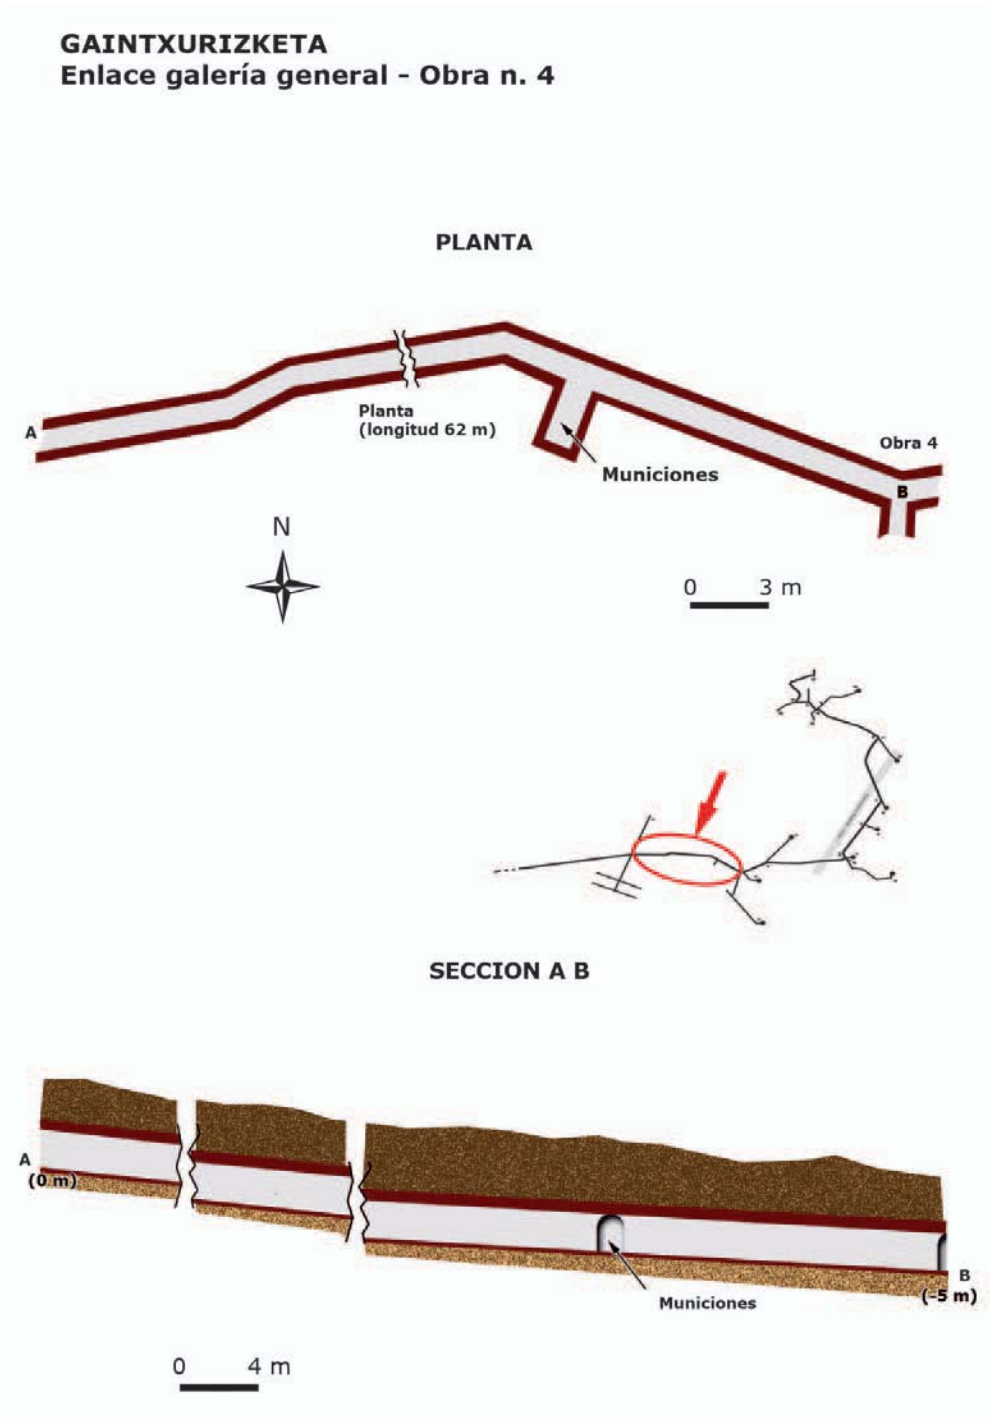 GAINTXURIZKETA
Enlace galería general - Obra n. 4
PLANTA
A
Planta
(longitud 62 m)
Municiones
Obra 4
B
N
0 3 m
SECCION A B
A
(0 m)
B
(-5 m)
Municiones
0 4 m